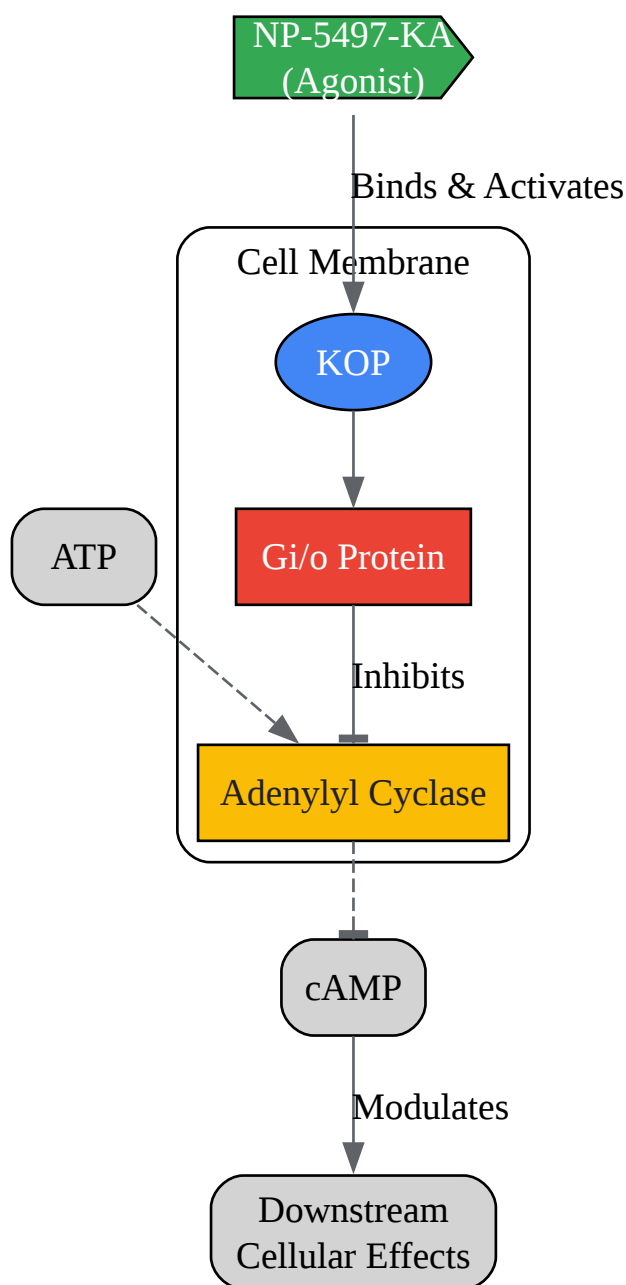 NP-5497-KA
(Agonist)
Binds & Activates
Cell Membrane
KOP
ATP
Gi/o Protein
Inhibits
Adenylyl Cyclase
cAMP
Modulates
Downstream
Cellular Effects